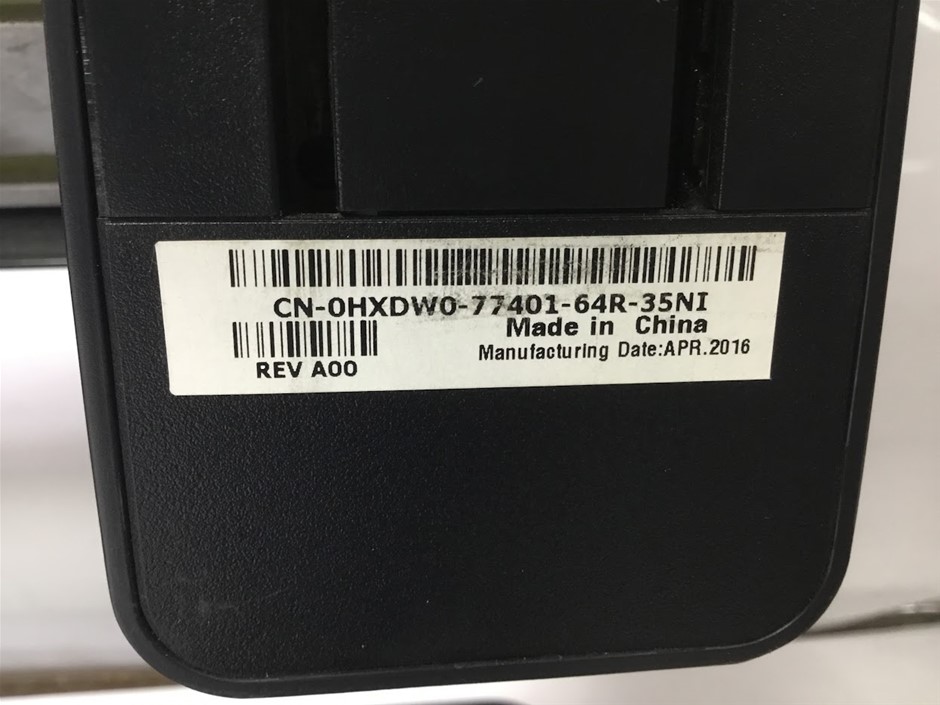 CN-0HXDW0-77401-64R-35NI
Made in China
REV A00
Manufacturing Date:APR.2016